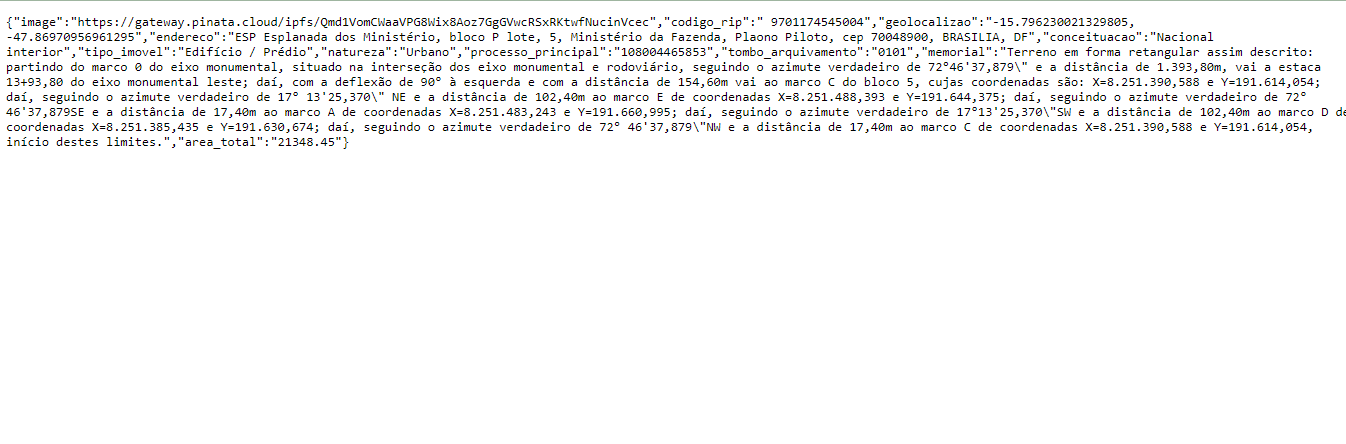 {"image":"https://gateway.pinata.cloud/ipfs/Qmd1VomCWaaVPG8Wix8Aoz7GgGVwcRSxRKtwfNucinVcec","codigo_rip":" 9701174545004","geolocalizao":"-15.796230021329805,
-47.86970956961295","endereco":"ESP Esplanada dos Ministério, bloco P lote, 5, Ministério da Fazenda, Plaono Piloto, cep 70048900, BRASILIA, DF","conceituacao":"Nacional
interior","tipo_imovel":"Edifício / Prédio","natureza":"Urbano","processo_principal":"108004465853","tombo_arquivamento":"0101","memorial":"Terreno em forma retangular assim descrito:
partindo do marco 0 do eixo monumental, situado na interseção dos eixo monumental e rodoviário, seguindo o azimute verdadeiro de 72°46'37,879\" e a distância de 1.393,80m, vai a estaca
13+93,80 do eixo monumental leste; daí, com a deflexão de 90° à esquerda e com a distância de 154,60m vai ao marco C do bloco 5, cujas coordenadas são: X=8.251.390,588 e Y=191.614,054;
daí, seguindo o azimute verdadeiro de 17° 13'25,370\" NE e a distância de 102,40m ao marco E de coordenadas X=8.251.488,393 e Y=191.644,375; daí, seguindo o azimute verdadeiro de 72°
46'37,879SE e a distância de 17,40m ao marco A de coordenadas X=8.251.483,243 e Y=191.660,995; daí, seguindo o azimute verdadeiro de 17°13'25,370\"SW e a distância de 102,40m ao marco D de
coordenadas X=8.251.385,435 e Y=191.630,674; daí, seguindo o azimute verdadeiro de 72° 46'37,879\"NW e a distância de 17,40m ao marco C de coordenadas X=8.251.390,588 e Y=191.614,054,
início destes limites.","area_total":"21348.45"}